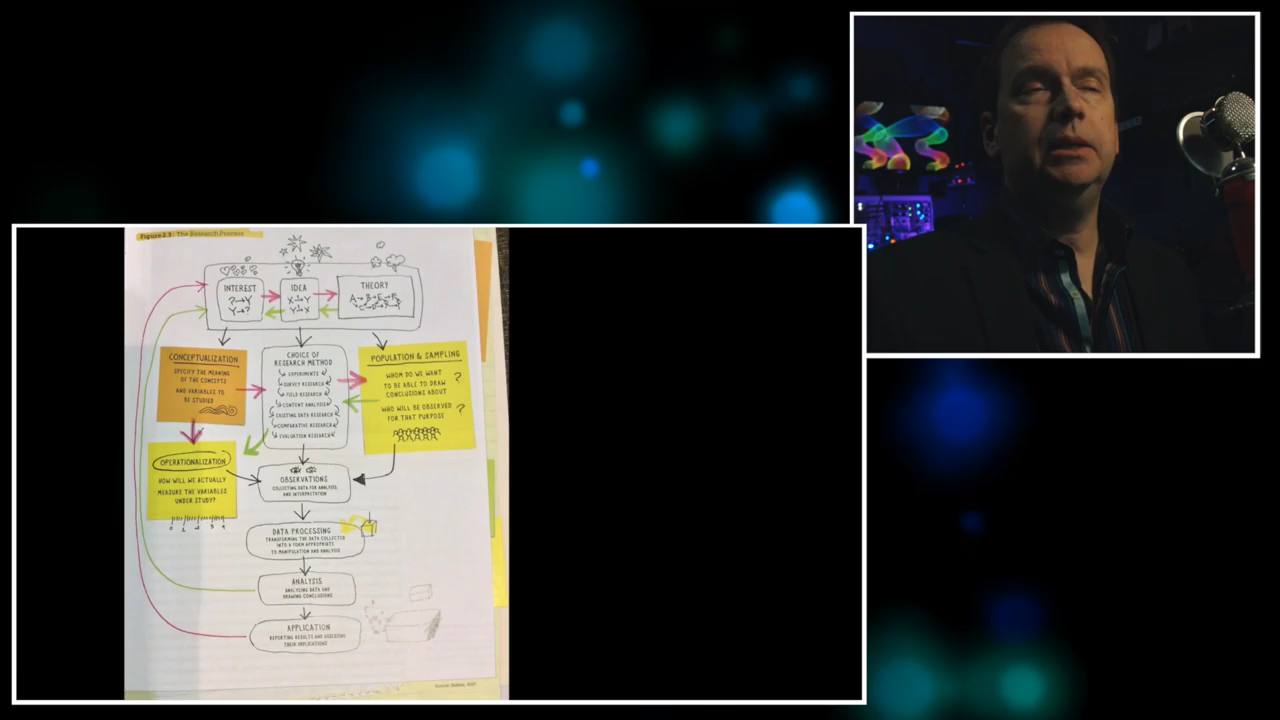 Figure 2.3: The Research Process
INTEREST
? → Y
Y → ?
IDEA
X → Y
Y → X
THEORY
CONCEPTUALIZATION
SPECIFY THE MEANING
OF THE CONCEPTS
AND VARIABLES TO
BE STUDIED
CHOICE OF
RESEARCH METHOD
EXPERIMENTS
SURVEY RESEARCH
FIELD RESEARCH
CONTENT ANALYSIS
EXISTING DATA RESEARCH
COMPARATIVE RESEARCH
EVALUATION RESEARCH
POPULATION & SAMPLING
WHOM DO WE WANT
TO BE ABLE TO DRAW
CONCLUSIONS ABOUT ?
WHO WILL BE OBSERVED
FOR THAT PURPOSE ?
OPERATIONALIZATION
HOW WILL WE ACTUALLY
MEASURE THE VARIABLES
UNDER STUDY?
0 1 2 3 4
OBSERVATIONS
COLLECTING DATA FOR ANALYSIS
AND INTERPRETATION
DATA PROCESSING
TRANSFORMING THE DATA COLLECTED
INTO A FORM APPROPRIATE
TO MANIPULATION AND ANALYSIS
ANALYSIS
ANALYZING DATA AND
DRAWING CONCLUSIONS
APPLICATION
REPORTING RESULTS AND ASSESSING
THEIR IMPLICATIONS